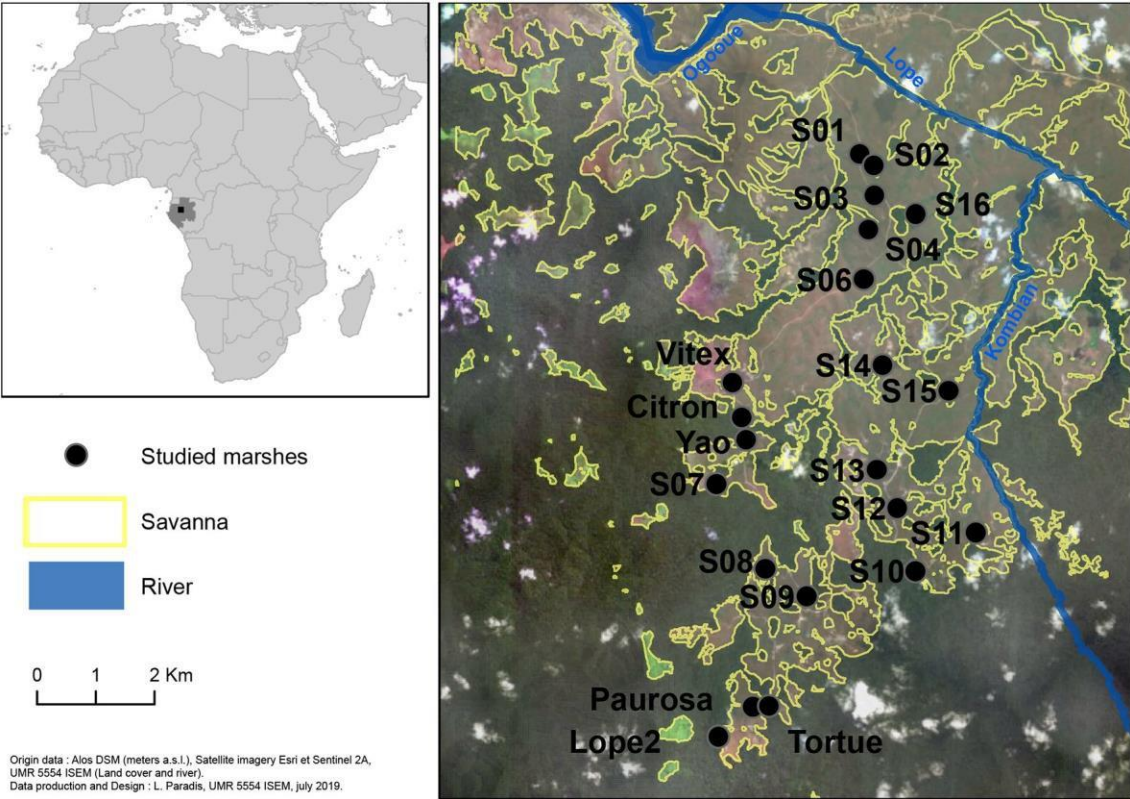 Studied marshes
Savanna
River
0 1 2 Km
Origin data : Alos DSM (meters a.s.l.), Satellite imagery Esri et Sentinel 2A,
UMR 5554 ISEM (Land cover and river).
Data production and Design : L. Paradis, UMR 5554 ISEM, july 2019.
Ogooue
Lope
Kombian
S01
S02
S03
S16
S04
S06
Vitex
S14
S15
Citron
Yao
S13
S07
S12
S11
S08
S10
S09
Paurosa
Lope2
Tortue